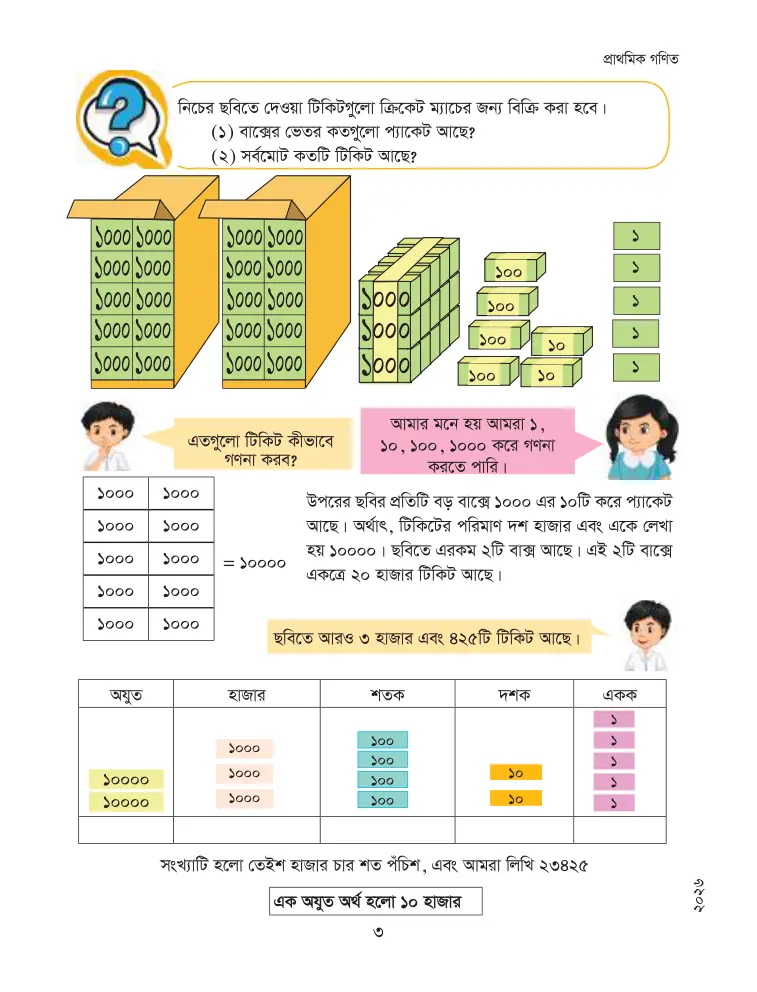 প্রাথমিক গণিত
নিচের ছবিতে দেওয়া টিকিটগুলো ক্রিকেট ম্যাচের জন্য বিক্রি করা হবে।
(১) বাক্সের ভেতর কতগুলো প্যাকেট আছে?
(২) সর্বমোট কতটি টিকিট আছে?
১০০০ ১০০০ ১০০০ ১০০০
১০০০ ১০০০ ১০০০ ১০০০
১০০০ ১০০০ ১০০০ ১০০০
১০০০ ১০০০ ১০০০ ১০০০
১০০০ ১০০০ ১০০০ ১০০০
১০০০
১০০০
১০০০
১০০
১০০
১০০ ১০
১০০ ১০
১
১
১
১
১
এতগুলো টিকিট কীভাবে
গণনা করব?
আমার মনে হয় আমরা ১,
১০, ১০০, ১০০০ করে গণনা
করতে পারি।
১০০০ ১০০০
১০০০ ১০০০
১০০০ ১০০০
১০০০ ১০০০
১০০০ ১০০০
= ১০০০০
উপরের ছবির প্রতিটি বড় বাক্সে ১০০০ এর ১০টি করে প্যাকেট
আছে। অর্থাৎ, টিকিটের পরিমাণ দশ হাজার এবং একে লেখা
হয় ১০০০০। ছবিতে এরকম ২টি বাক্স আছে। এই ২টি বাক্সে
একত্রে ২০ হাজার টিকিট আছে।
ছবিতে আরও ৩ হাজার এবং ৪২৫টি টিকিট আছে।
অযুত হাজার শতক দশক একক
১০০০০
১০০০০
১০০০
১০০০
১০০০
১০০
১০০
১০০
১০০
১০
১০
১
১
১
১
১
সংখ্যাটি হলো তেইশ হাজার চার শত পঁচিশ, এবং আমরা লিখি ২৩৪২৫
এক অযুত অর্থ হলো ১০ হাজার
৩
২০২৬